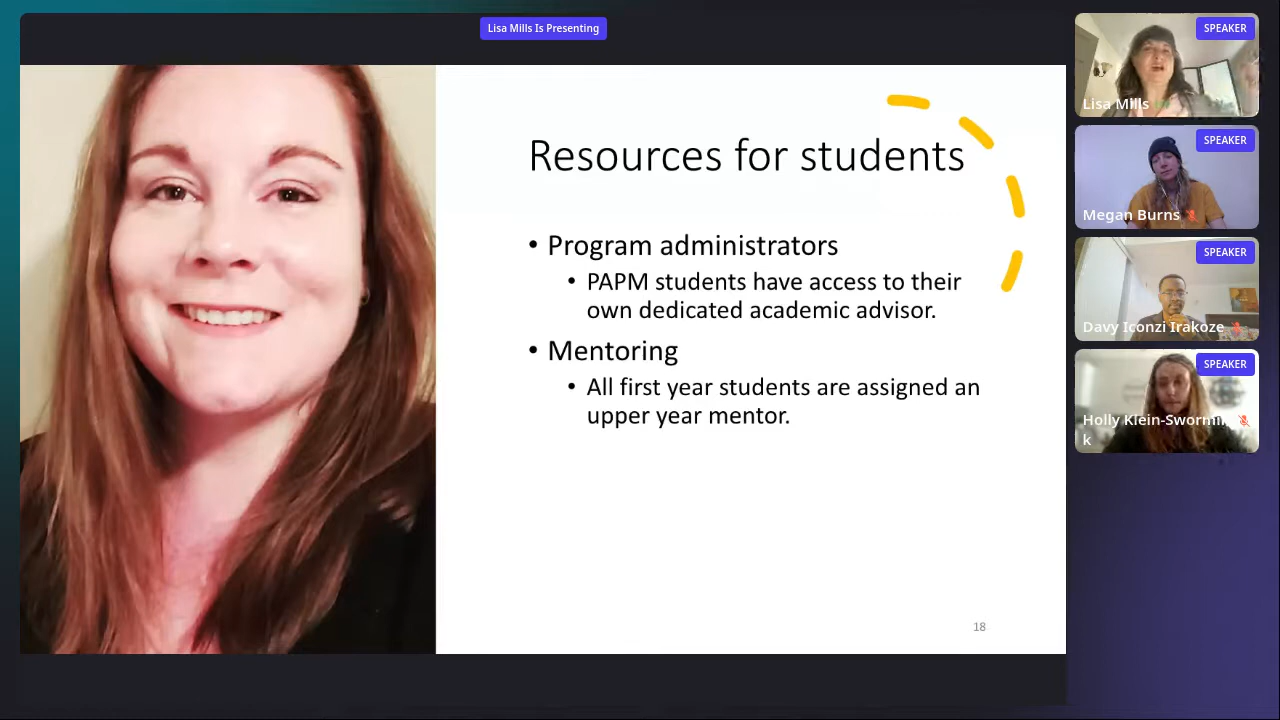 Lisa Mills Is Presenting
Resources for students
• Program administrators
• PAPM students have access to their
own dedicated academic advisor.
• Mentoring
• All first year students are assigned an
upper year mentor.
18
SPEAKER
Lisa Mills
SPEAKER
Megan Burns
SPEAKER
Davy Iconzi Irakoze
SPEAKER
Holly Klein-Swormin
k